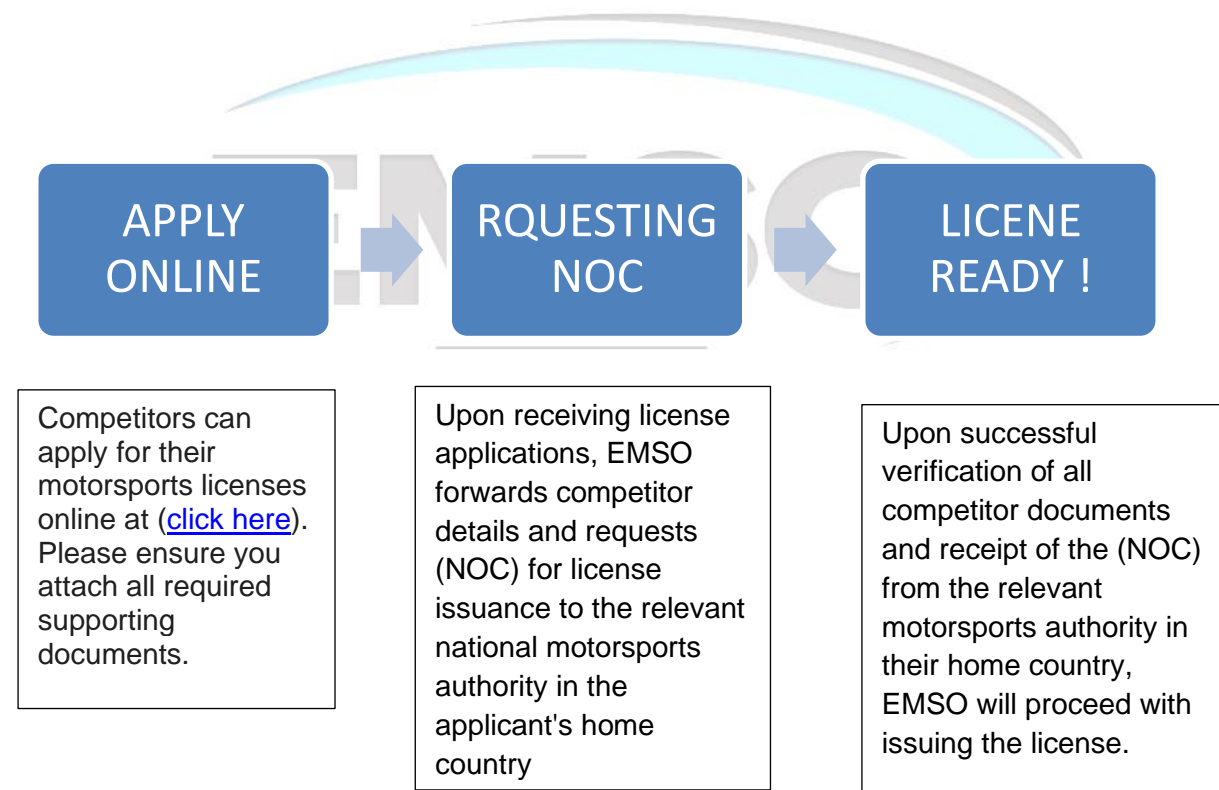 EMSO
APPLY
ONLINE
RQUESTING
NOC
LICENE
READY !
Competitors can
apply for their
motorsports licenses
online at (click here).
Please ensure you
attach all required
supporting
documents.
Upon receiving license
applications, EMSO
forwards competitor
details and requests
(NOC) for license
issuance to the relevant
national motorsports
authority in the
applicant's home
country
Upon successful
verification of all
competitor documents
and receipt of the (NOC)
from the relevant
motorsports authority in
their home country,
EMSO will proceed with
issuing the license.